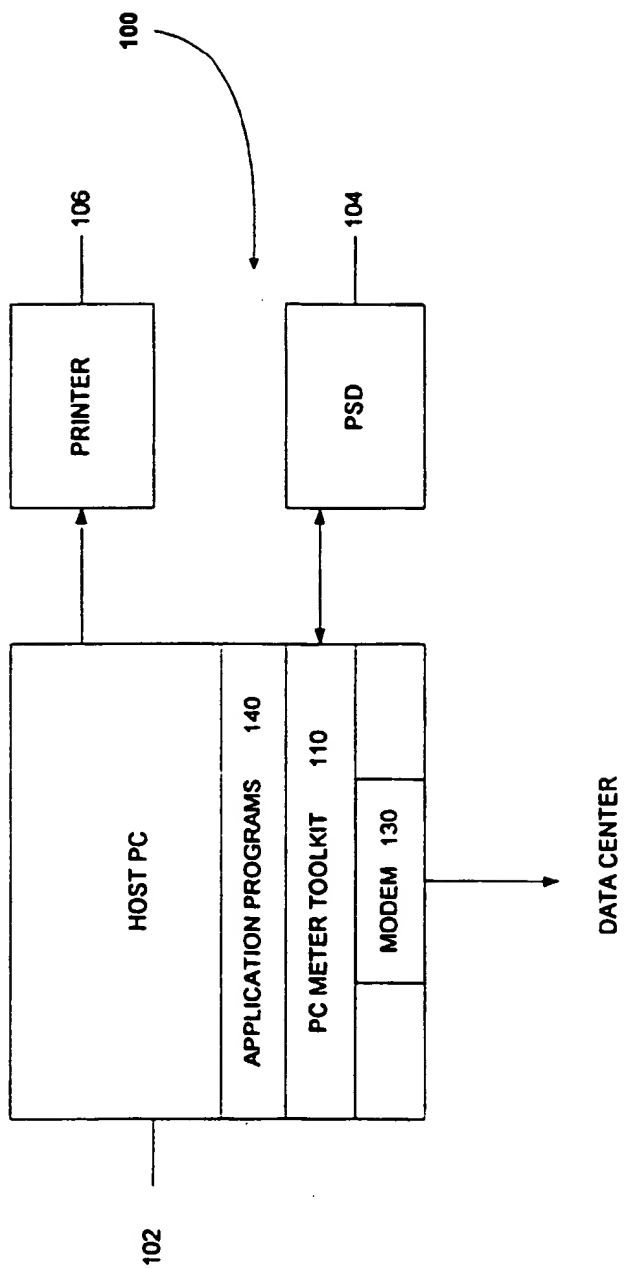 100
106
104
PRINTER
PSD
HOST PC
APPLICATION PROGRAMS 140
PC METER TOOLKIT 110
MODEM 130
102
DATA CENTER